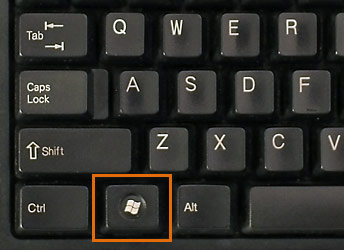 Tab Q W E R
Caps
Lock A S D F
Shift Z X C V
Ctrl Alt